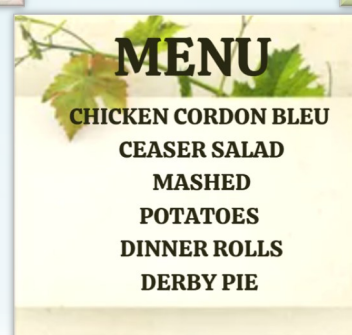 MENU
CHICKEN CORDON BLEU
CEASER SALAD
MASHED
POTATOES
DINNER ROLLS
DERBY PIE